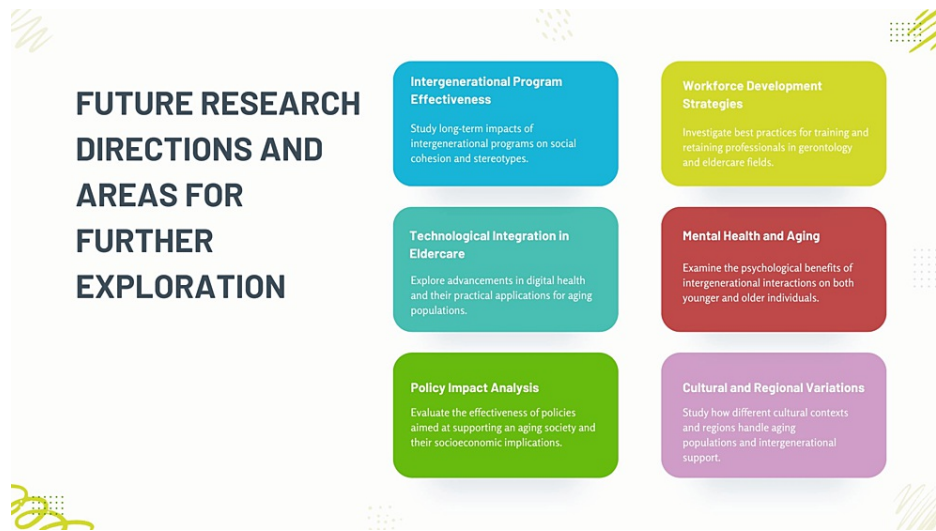 FUTURE RESEARCH
DIRECTIONS AND
AREAS FOR
FURTHER
EXPLORATION
Intergenerational Program
Effectiveness
Study long-term impacts of
intergenerational programs on social
cohesion and stereotypes.
Workforce Development
Strategies
Investigate best practices for training and
retaining professionals in gerontology
and eldercare fields.
Technological Integration in
Eldercare
Explore advancements in digital health
and their practical applications for aging
populations.
Mental Health and Aging
Examine the psychological benefits of
intergenerational interactions on both
younger and older individuals.
Policy Impact Analysis
Evaluate the effectiveness of policies
aimed at supporting an aging society and
their socioeconomic implications.
Cultural and Regional Variations
Study how different cultural contexts
and regions handle aging
populations and intergenerational
support.